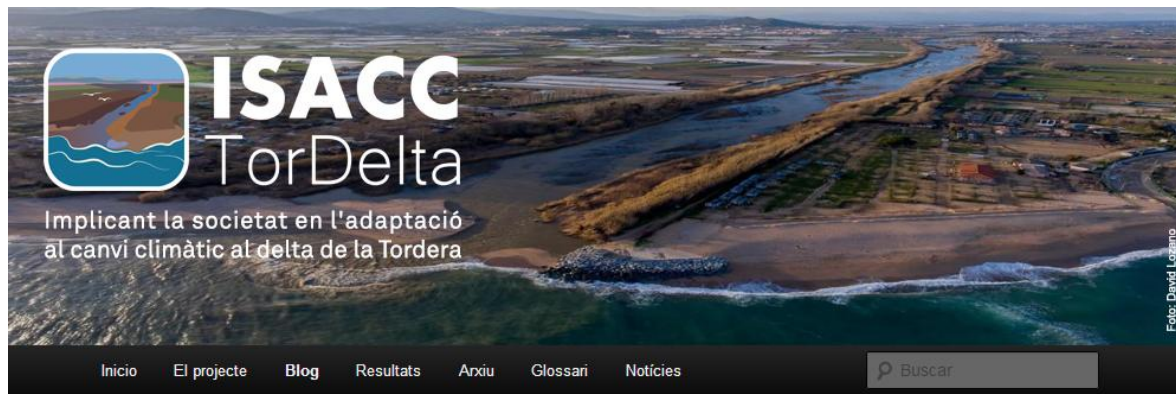 ISACC
TorDelta
Implicant la societat en l'adaptació
al canvi climàtic al delta de la Tordera
Foto: David Lozano
Inicio El projecte Blog Resultats Arxiu Glossari Notícies Buscar